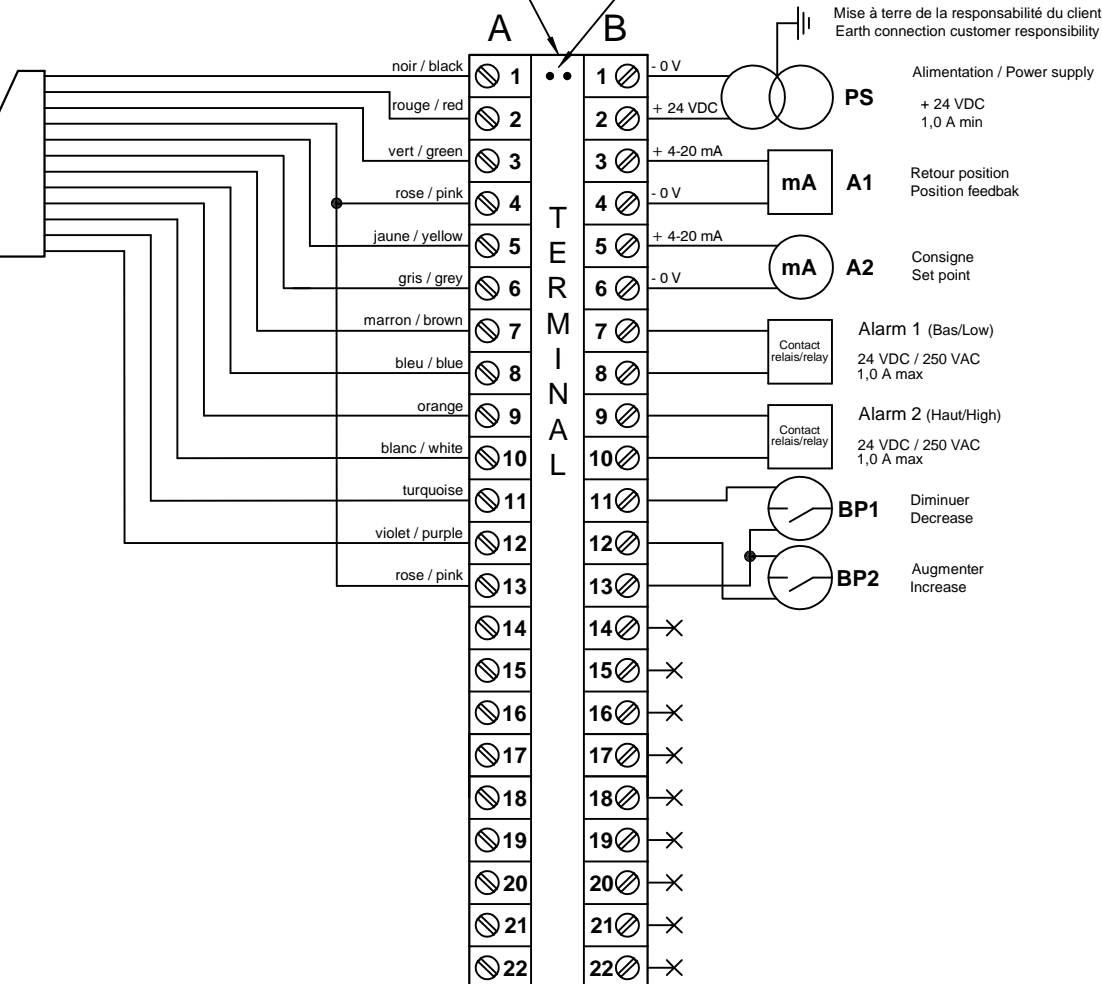 Mise à terre de la responsabilité du client
Earth connection customer responsibility
A B
noir / black 1 1 - 0 V
Alimentation / Power supply
PS
+ 24 VDC
1,0 A min
rouge / red 2 2 + 24 VDC
vert / green 3 3 + 4-20 mA
mA A1
Retour position
Position feedbak
rose / pink 4 4 - 0 V
jaune / yellow 5 5 + 4-20 mA
mA A2
Consigne
Set point
gris / grey 6 6 - 0 V
marron / brown 7 7
Contact
relais/relay
Alarm 1 (Bas/Low)
24 VDC / 250 VAC
1,0 A max
bleu / blue 8 8
orange 9 9
Contact
relais/relay
Alarm 2 (Haut/High)
24 VDC / 250 VAC
1,0 A max
blanc / white 10 10
turquoise 11 11
BP1
Diminuer
Decrease
violet / purple 12 12
BP2
Augmenter
Increase
rose / pink 13 13
14 14
15 15
16 16
17 17
18 18
19 19
20 20
21 21
22 22
TERMINAL